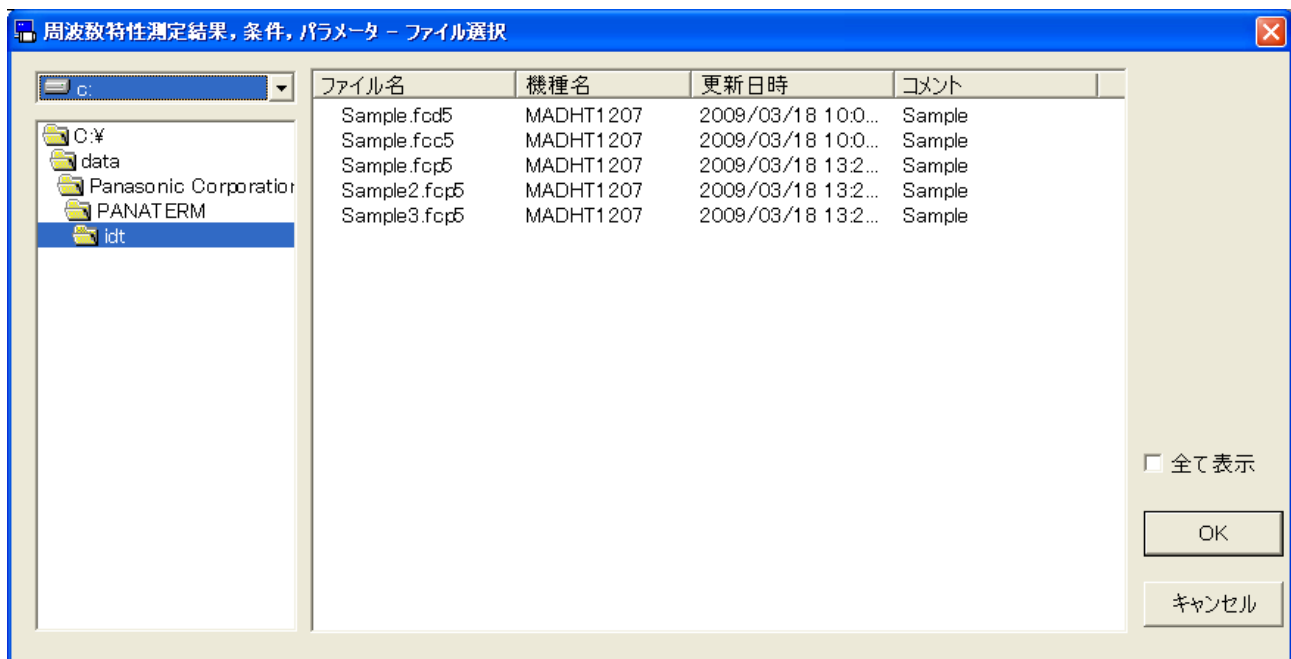 周波数特性測定結果, 条件, パラメータ - ファイル選択
c:
C:¥
data
Panasonic Corporation
PANATERM
idt
ファイル名 機種名 更新日時 コメント
Sample.fcd5 MADHT1207 2009/03/18 10:0... Sample
Sample.fcc5 MADHT1207 2009/03/18 10:0... Sample
Sample.fcp5 MADHT1207 2009/03/18 13:2... Sample
Sample2.fcp5 MADHT1207 2009/03/18 13:2... Sample
Sample3.fcp5 MADHT1207 2009/03/18 13:2... Sample
全て表示
OK
キャンセル